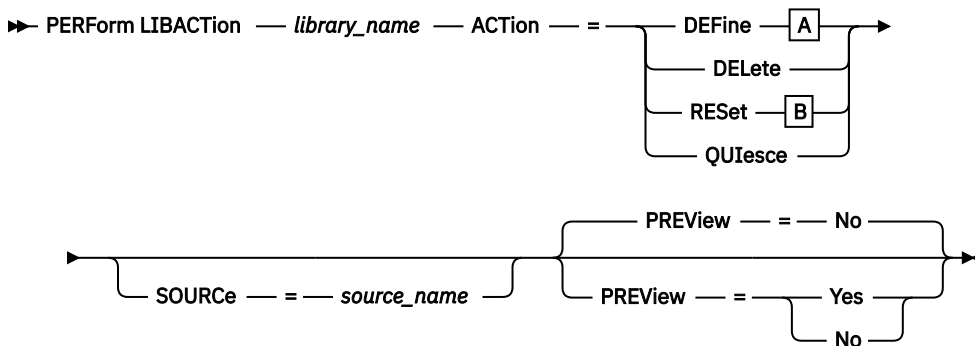 PERForm LIBACTion library_name ACTion = DEFine A
DELete
RESet B
QUIesce
PREView = No
SOURCe = source_name PREView = Yes
No